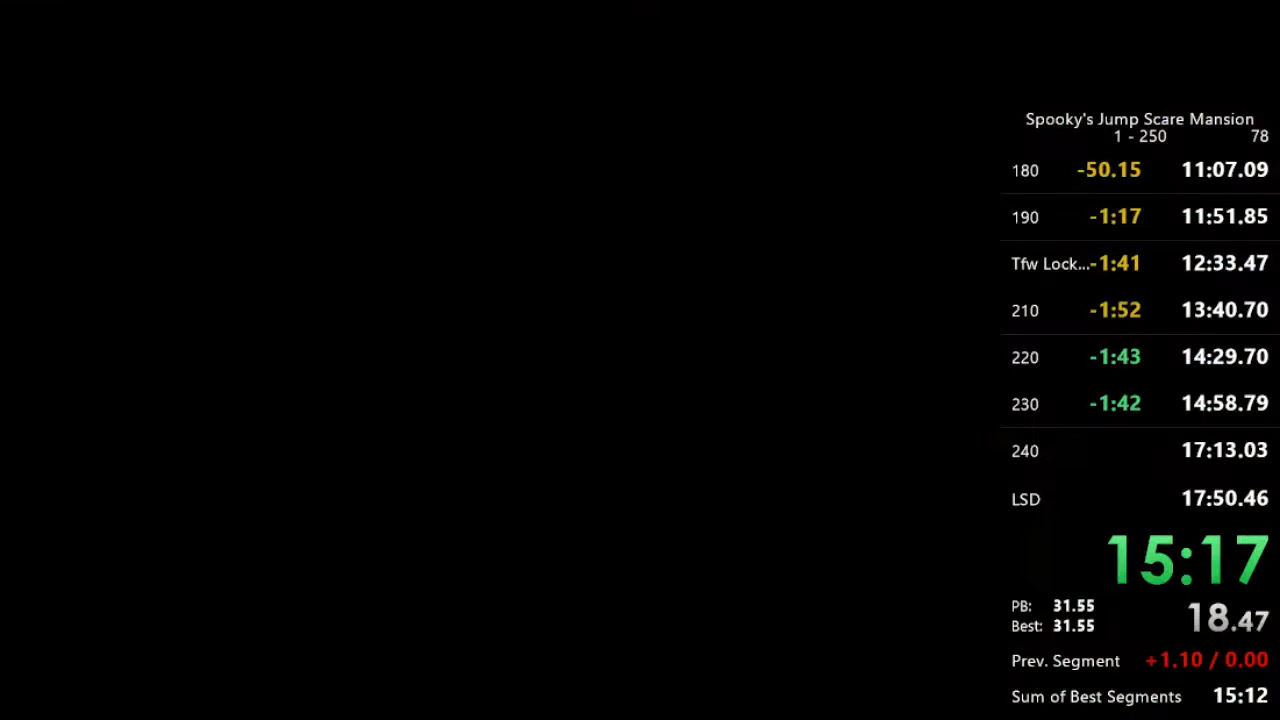 Spooky's Jump Scare Mansion
1 - 250 78
180 -50.15 11:07.09
190 -1:17 11:51.85
Tfw Lock...-1:41 12:33.47
210 -1:52 13:40.70
220 -1:43 14:29.70
230 -1:42 14:58.79
240 17:13.03
LSD 17:50.46
15:17
PB: 31.55 18.47
Best: 31.55
Prev. Segment +1.10 / 0.00
Sum of Best Segments 15:12